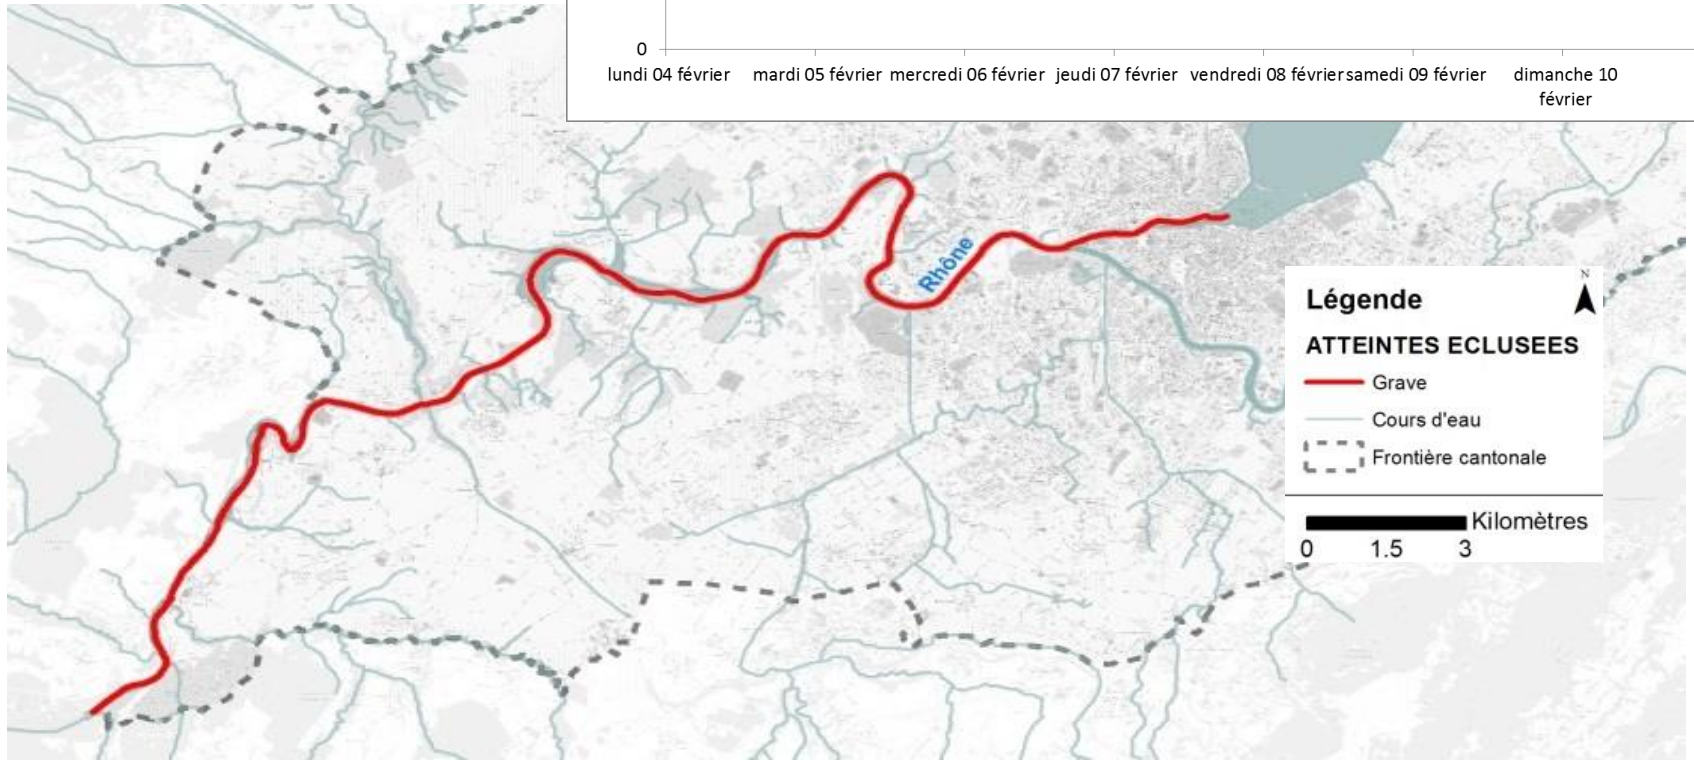 0
lundi 04 février mardi 05 février mercredi 06 février jeudi 07 février vendredi 08 février samedi 09 février dimanche 10
février
Rhône
N
Légende
ATTEINTES ECLUSEES
Grave
Cours d'eau
Frontière cantonale
Kilomètres
0 1.5 3